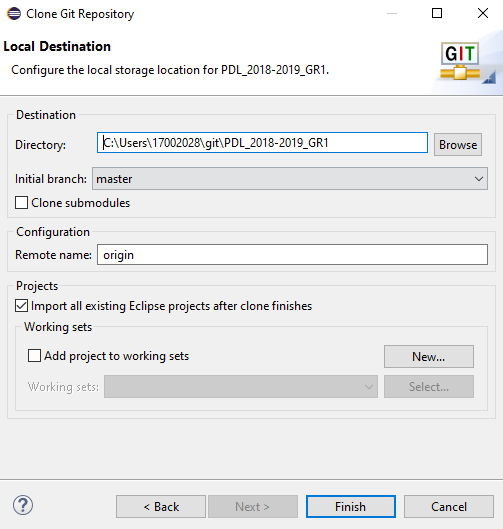 Clone Git Repository
Local Destination
Configure the local storage location for PDL_2018-2019_GR1.
GIT
Destination
Directory: C:\Users\17002028\git\PDL_2018-2019_GR1 Browse
Initial branch: master
Clone submodules
Configuration
Remote name: origin
Projects
Import all existing Eclipse projects after clone finishes
Working sets
Add project to working sets New...
Working sets: Select...
? < Back Next > Finish Cancel